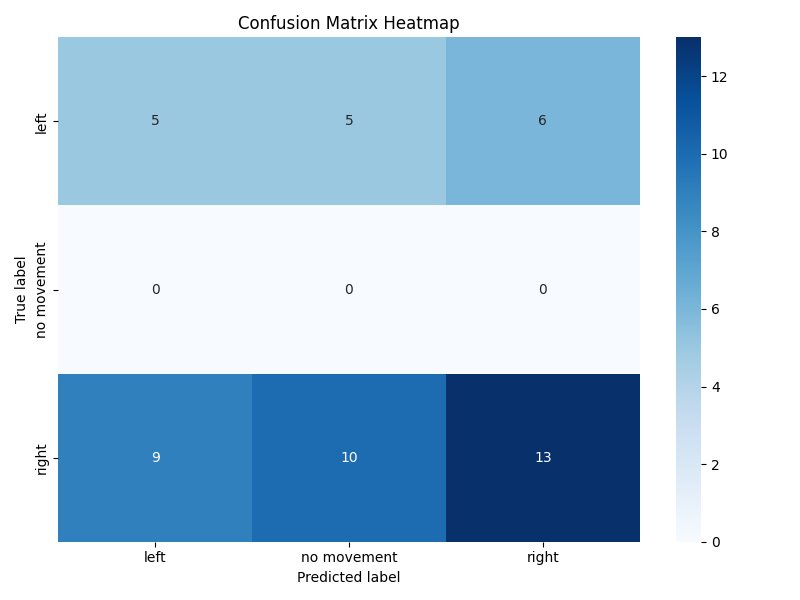 Confusion Matrix Heatmap
True label
left
5 5 6
no movement
0 0 0
right
9 10 13
left no movement right
Predicted label
12
10
8
6
4
2
0